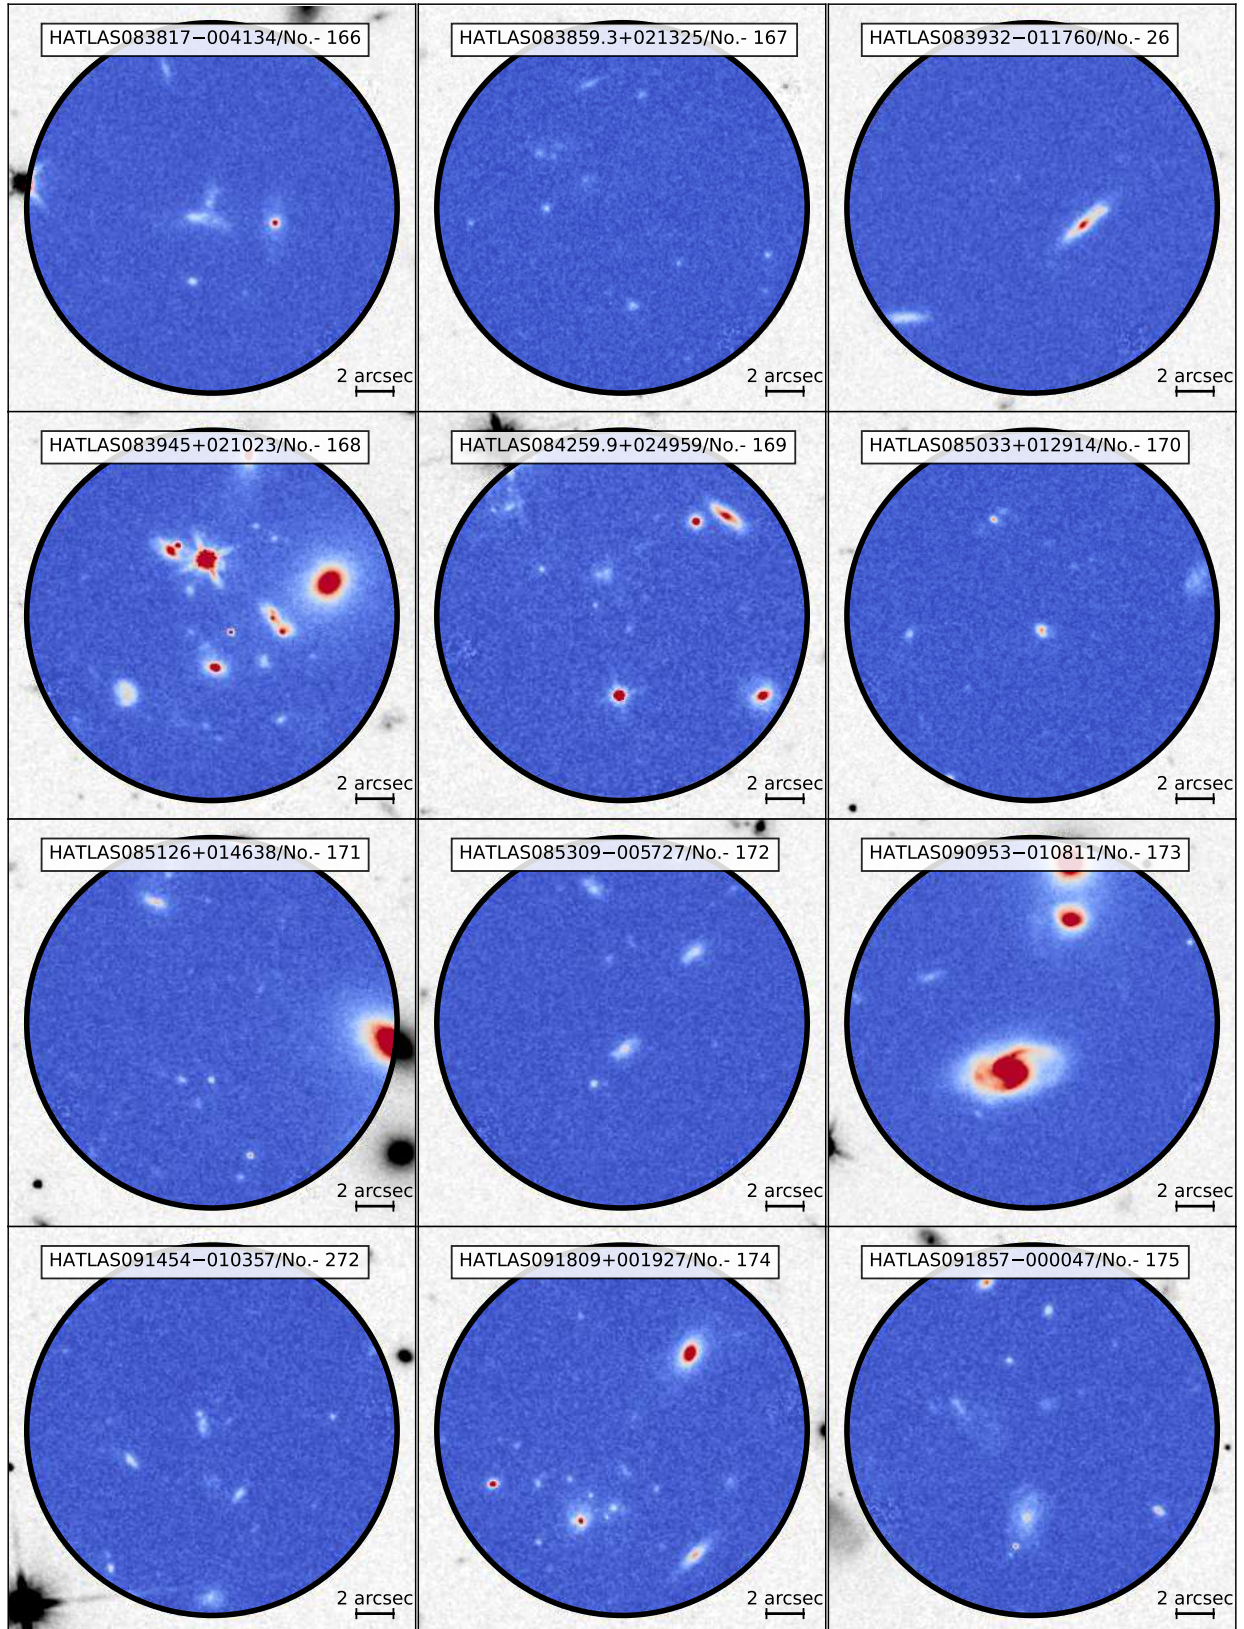 HATLAS083817−004134/No.- 166
HATLAS083859.3+021325/No.- 167
HATLAS083932−011760/No.- 26
2 arcsec
2 arcsec
2 arcsec
HATLAS083945+021023/No.- 168
HATLAS084259.9+024959/No.- 169
HATLAS085033+012914/No.- 170
2 arcsec
2 arcsec
2 arcsec
HATLAS085126+014638/No.- 171
HATLAS085309−005727/No.- 172
HATLAS090953−010811/No.- 173
2 arcsec
2 arcsec
2 arcsec
HATLAS091454−010357/No.- 272
HATLAS091809+001927/No.- 174
HATLAS091857−000047/No.- 175
2 arcsec
2 arcsec
2 arcsec